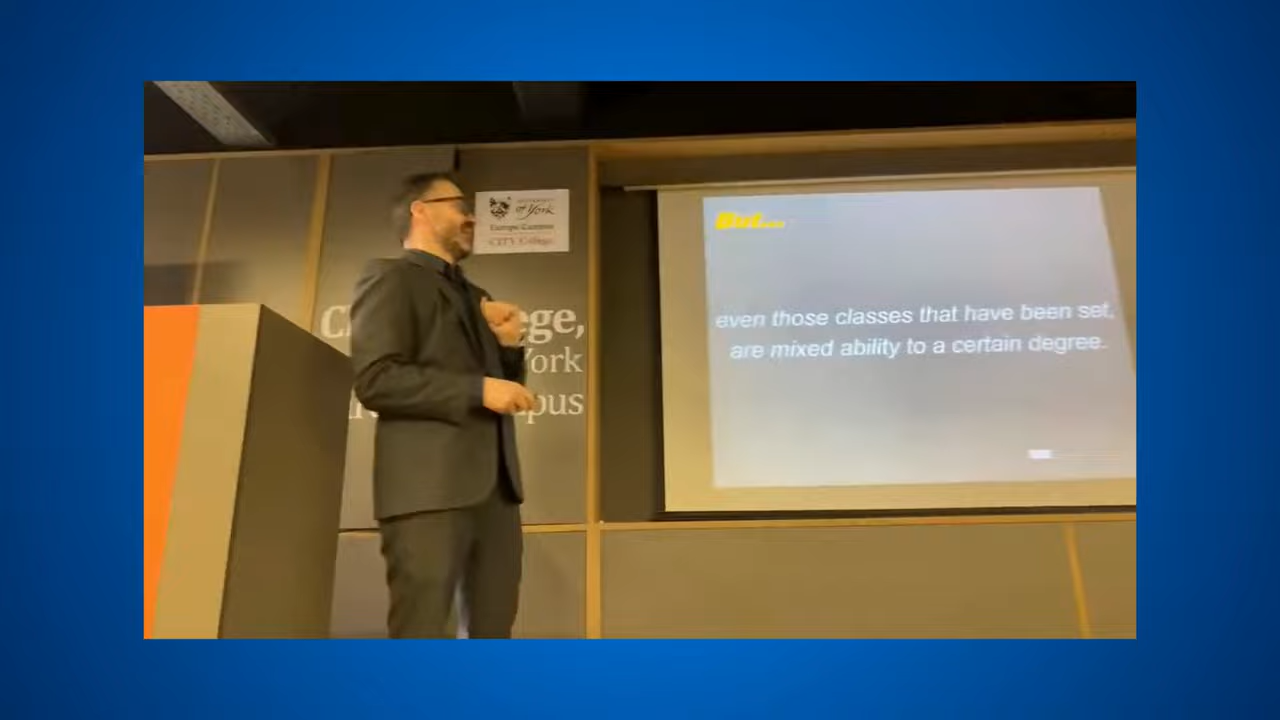 UNIVERSITY
of York
Europe Campus
CITY College
ege,
York
pus
But....
even those classes that have been set,
are mixed ability to a certain degree.